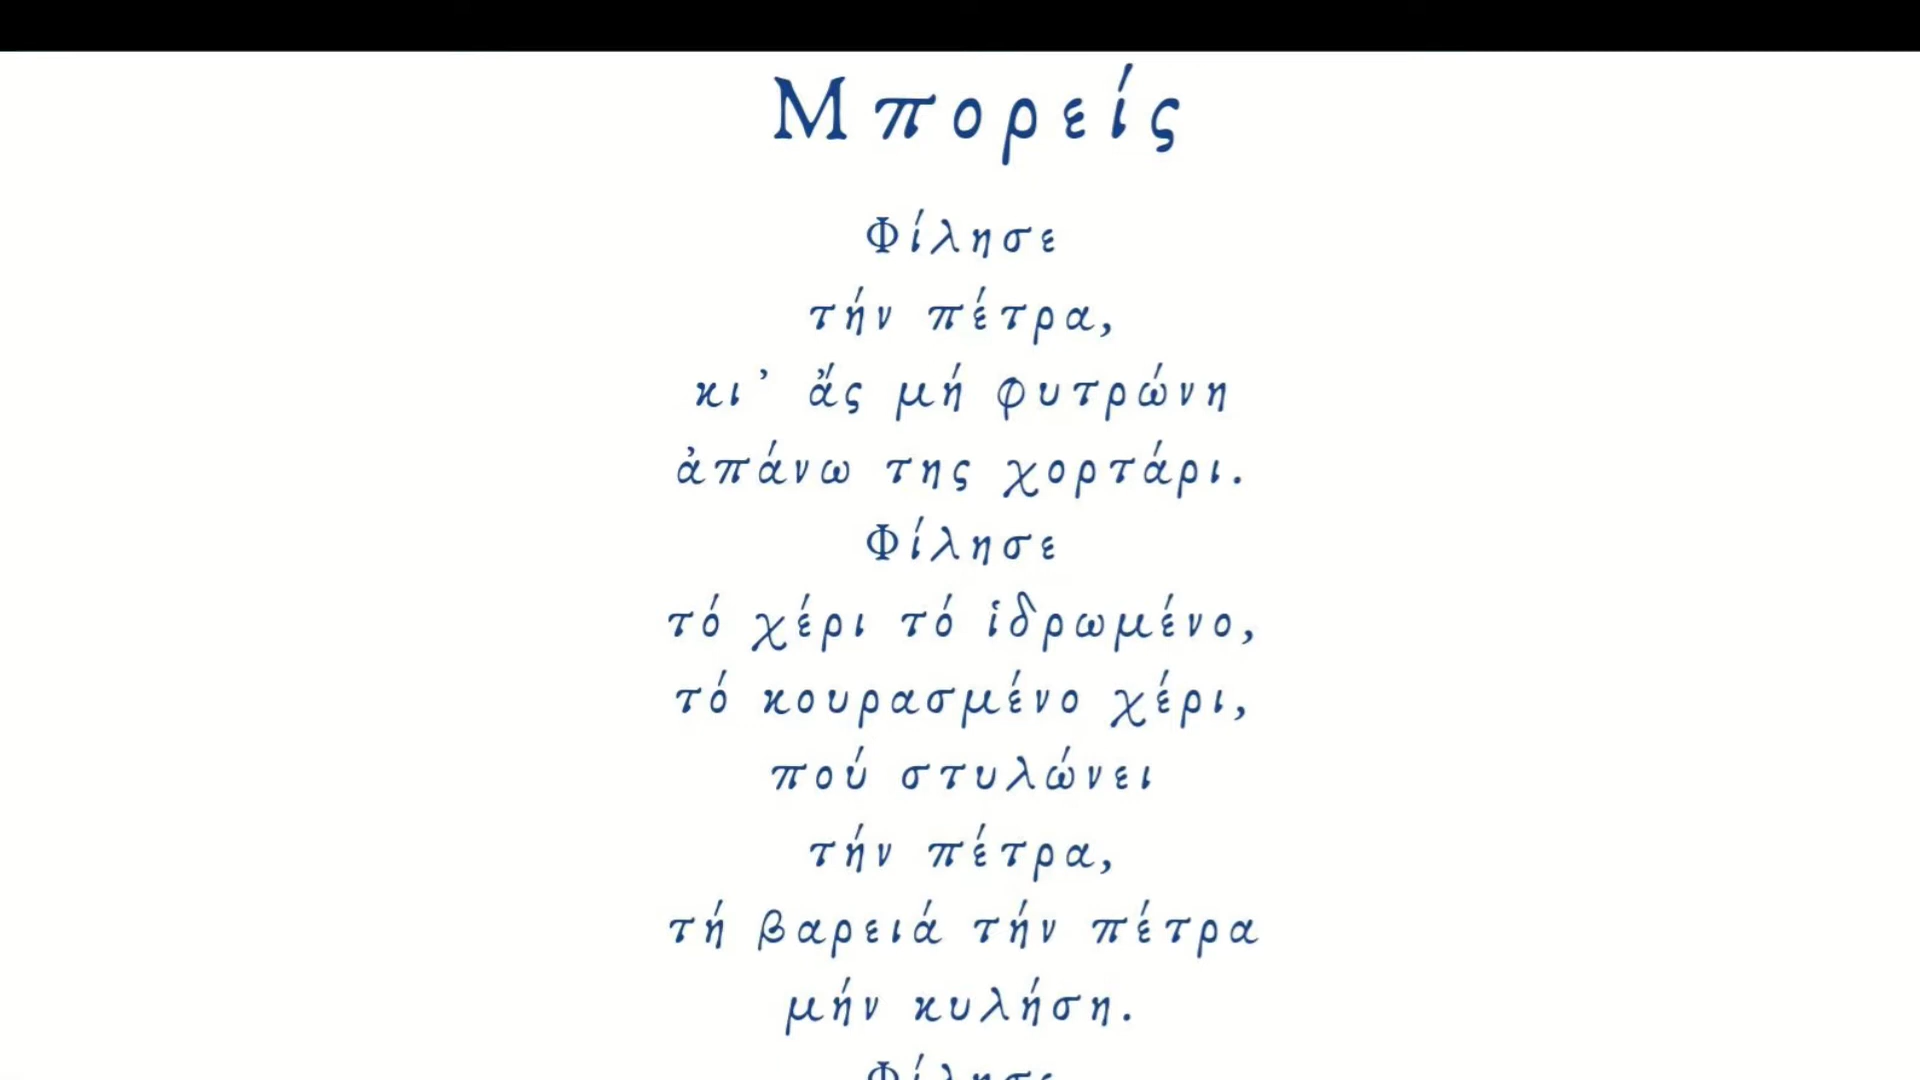 Μπορείς
Φίλησε
τήν πέτρα,
κι᾿ ἄς μή φυτρώνη
ἀπάνω της χορτάρι.
Φίλησε
τό χέρι τό ἱδρωμένο,
τό κουρασμένο χέρι,
πού στυλώνει
τήν πέτρα,
τή βαρειά τήν πέτρα
μήν κυλήση.
Φίλησε